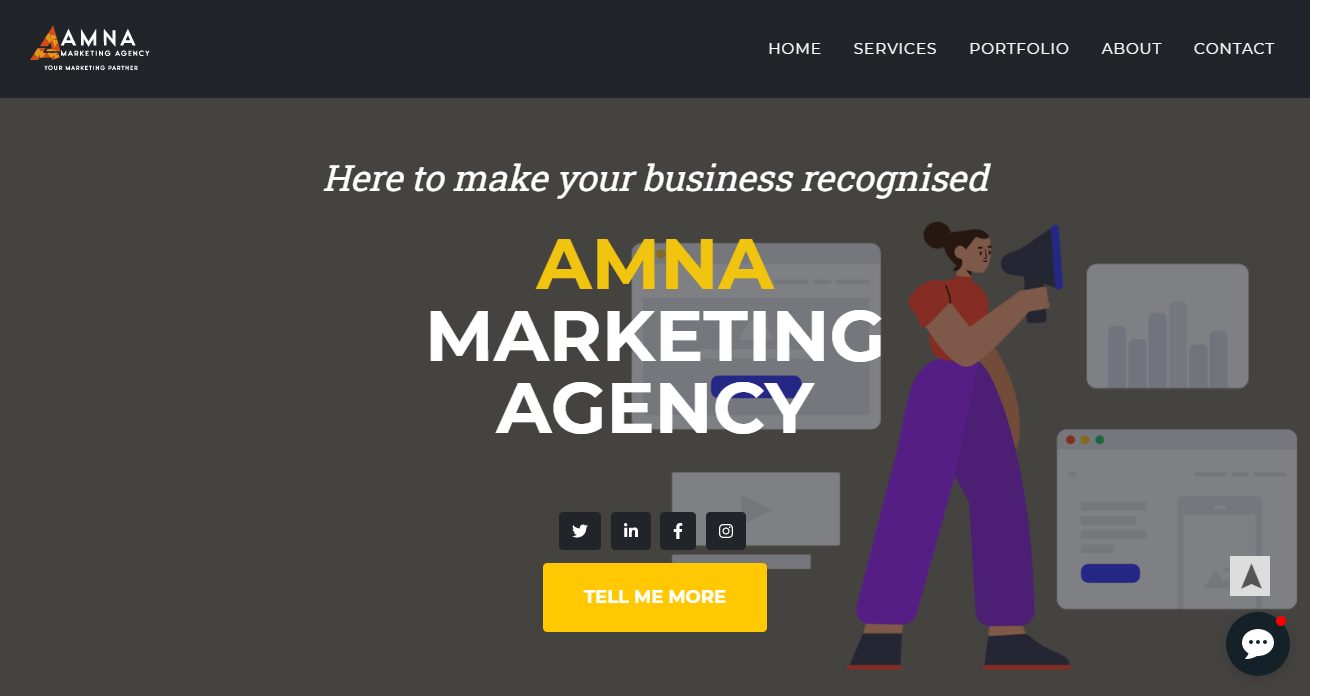 AMNA
MARKETING AGENCY
YOUR MARKETING PARTNER
HOME SERVICES PORTFOLIO ABOUT CONTACT
Here to make your business recognised
AMNA
MARKETING
AGENCY
TELL ME MORE